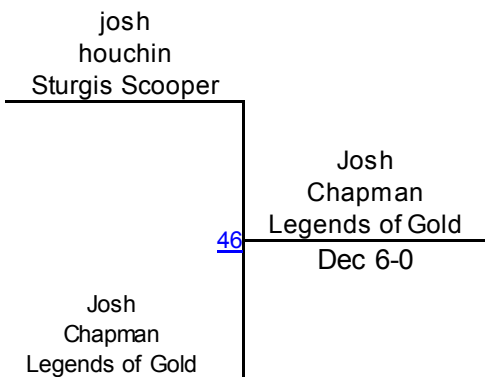 josh
houchin
Sturgis Scooper
Josh
Chapman
Legends of Gold
46
Dec 6-0
Josh
Chapman
Legends of Gold